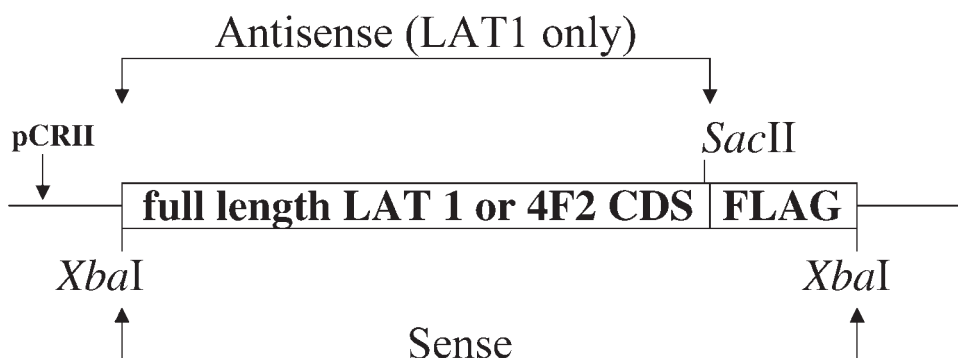 Antisense (LAT1 only)
pCRII
SacII
full length LAT 1 or 4F2 CDS FLAG
XbaI XbaI
Sense